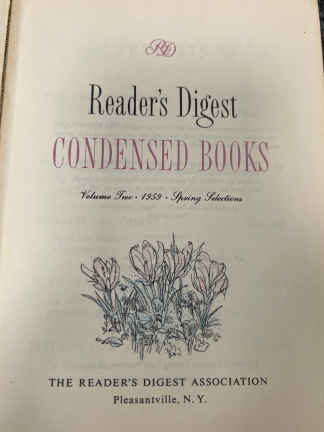 RD
Reader's Digest
CONDENSED BOOKS
Volume Two · 1959 · Spring Selections
THE READER'S DIGEST ASSOCIATION
Pleasantville, N. Y.